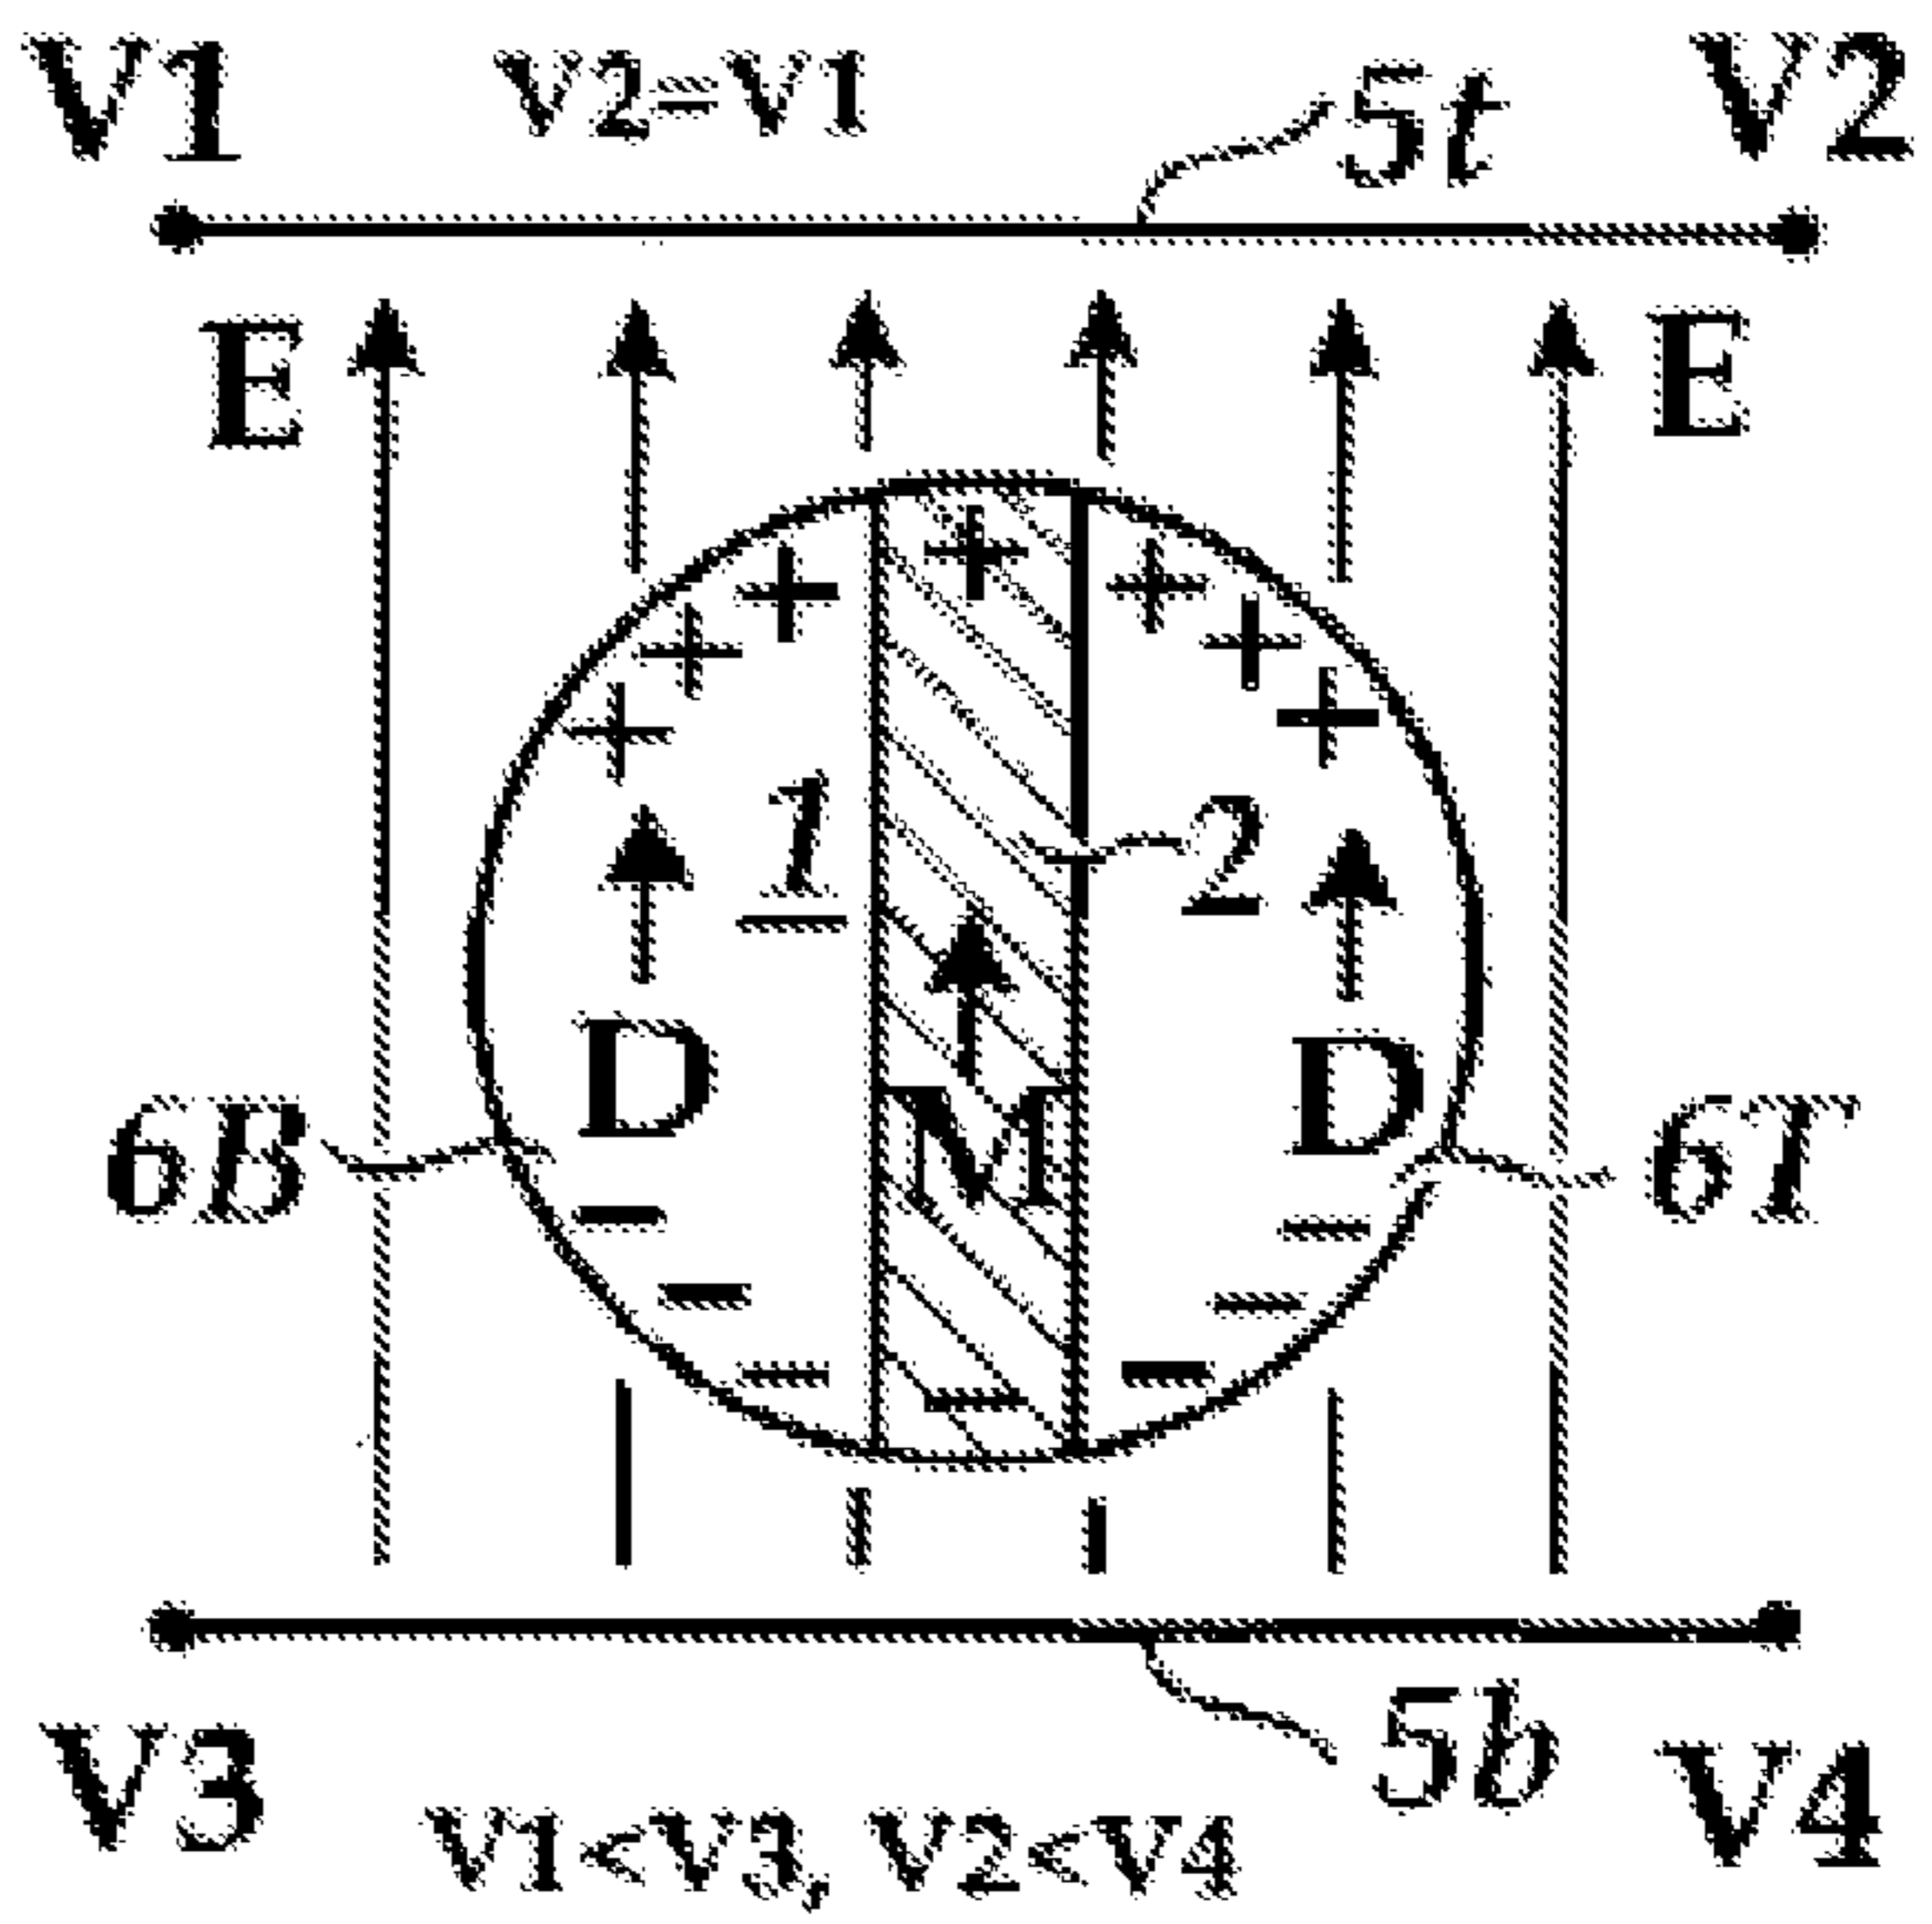 V1 V2=V1 5t V2
E E
+ + + + + + +
1 2
D D
M
6B 6T
− − − − − − −
5b
V3 V4
V1<V3, V2<V4